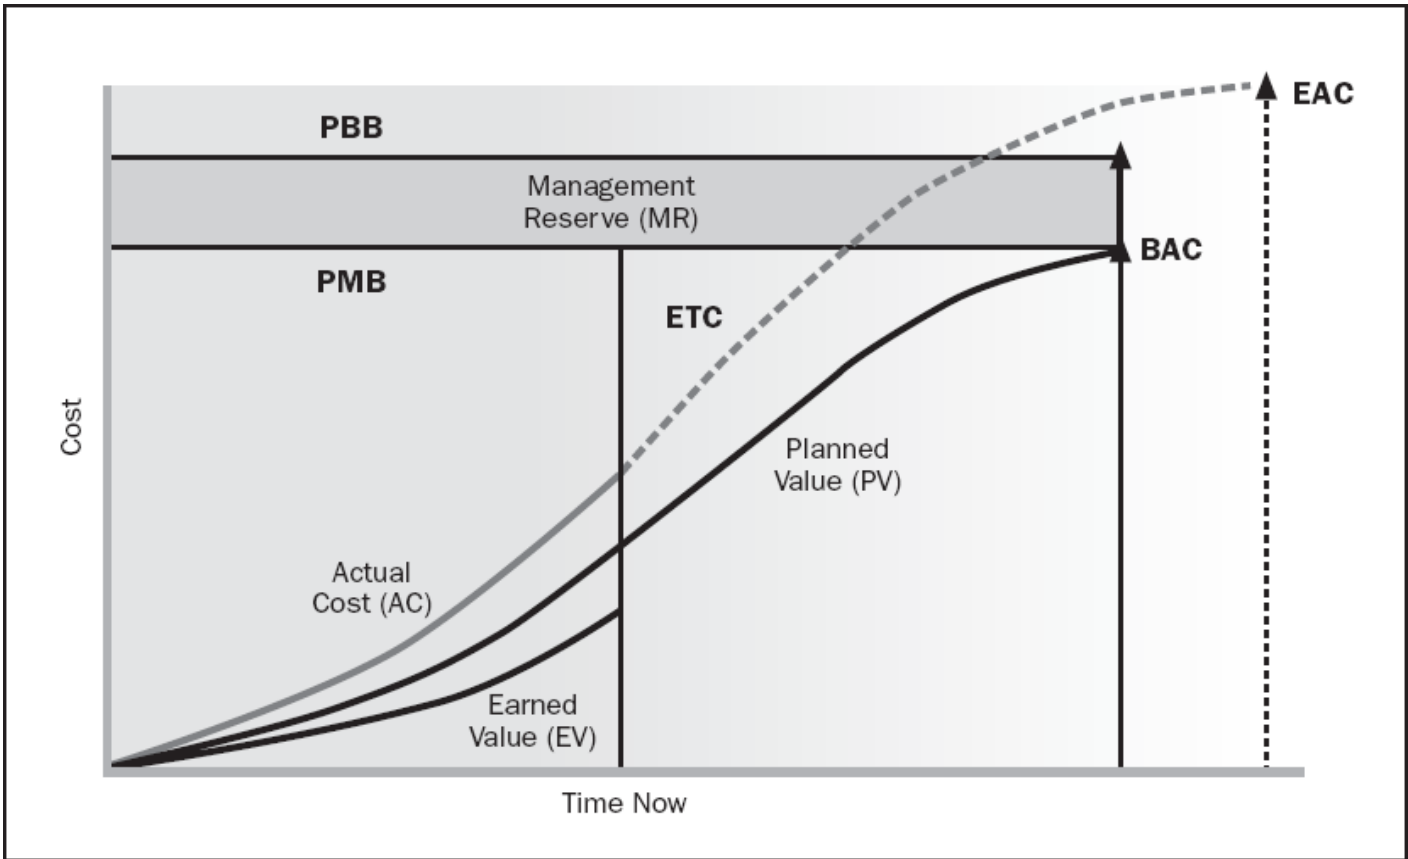 EAC
PBB
Management
Reserve (MR)
BAC
PMB
ETC
Cost
Planned
Value (PV)
Actual
Cost (AC)
Earned
Value (EV)
Time Now